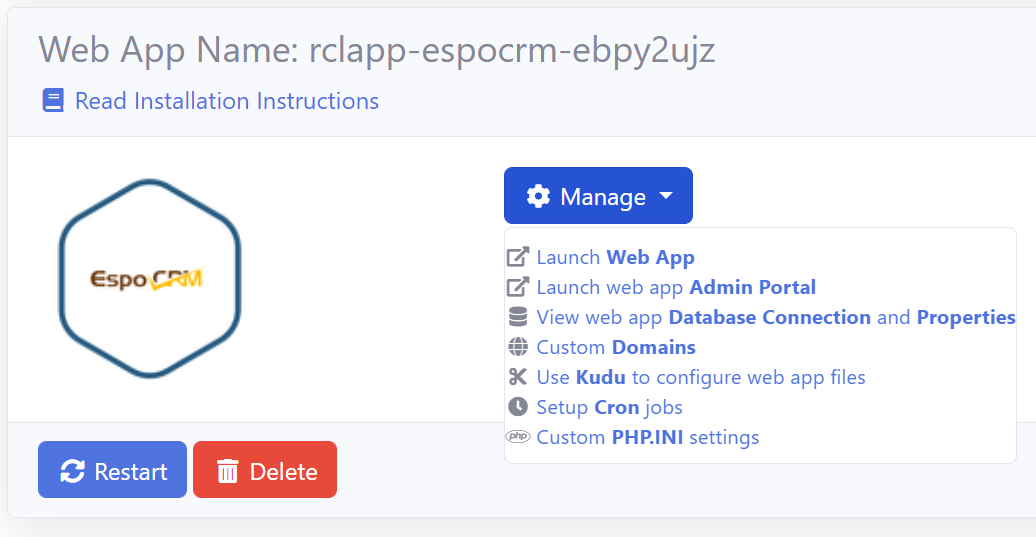 Web App Name: rclapp-espocrm-ebpy2ujz
Read Installation Instructions
EspoCRM
Manage
Launch Web App
Launch web app Admin Portal
View web app Database Connection and Properties
Custom Domains
Use Kudu to configure web app files
Setup Cron jobs
php Custom PHP.INI settings
Restart
Delete